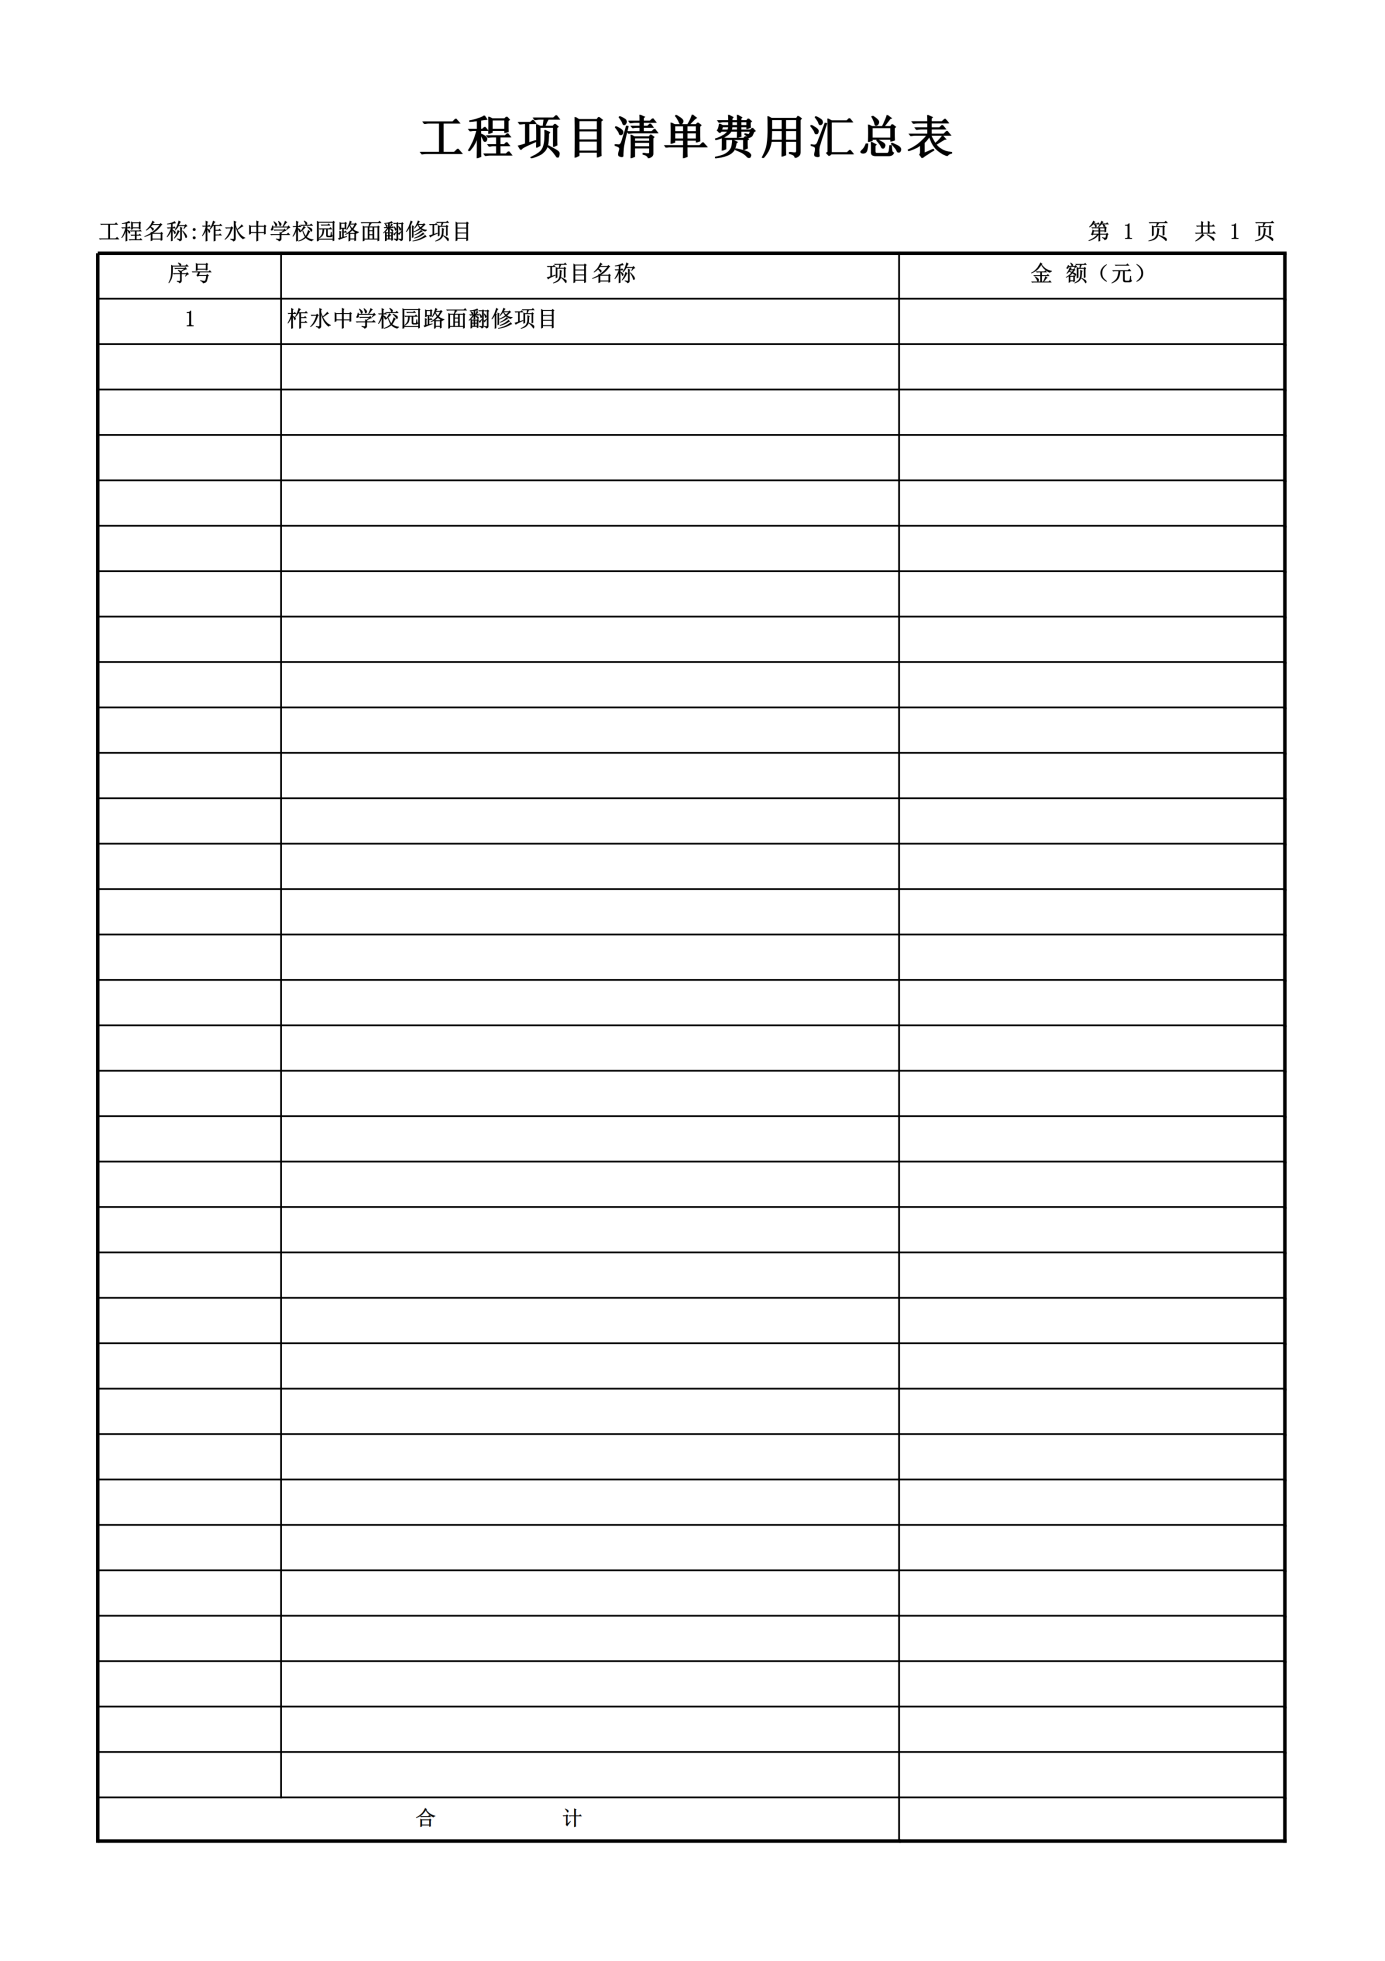 工程项目清单费用汇总表
工程名称:柞水中学校园路面翻修项目 第 1 页 共 1 页
序号 项目名称 金 额（元）
1 柞水中学校园路面翻修项目
合 计